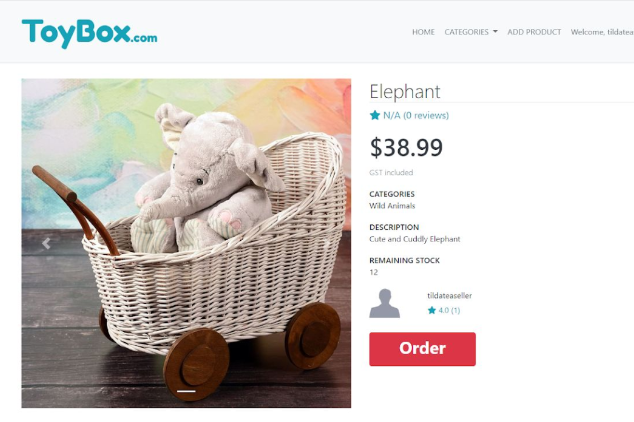 ToyBox.com
HOME CATEGORIES ADD PRODUCT Welcome,
Elephant
N/A (0 reviews)
$38.99
GST included
CATEGORIES
Wild Animals
DESCRIPTION
Cute and Cuddly Elephant
REMAINING STOCK
12
tildateaseller
4.0 (1)
Order